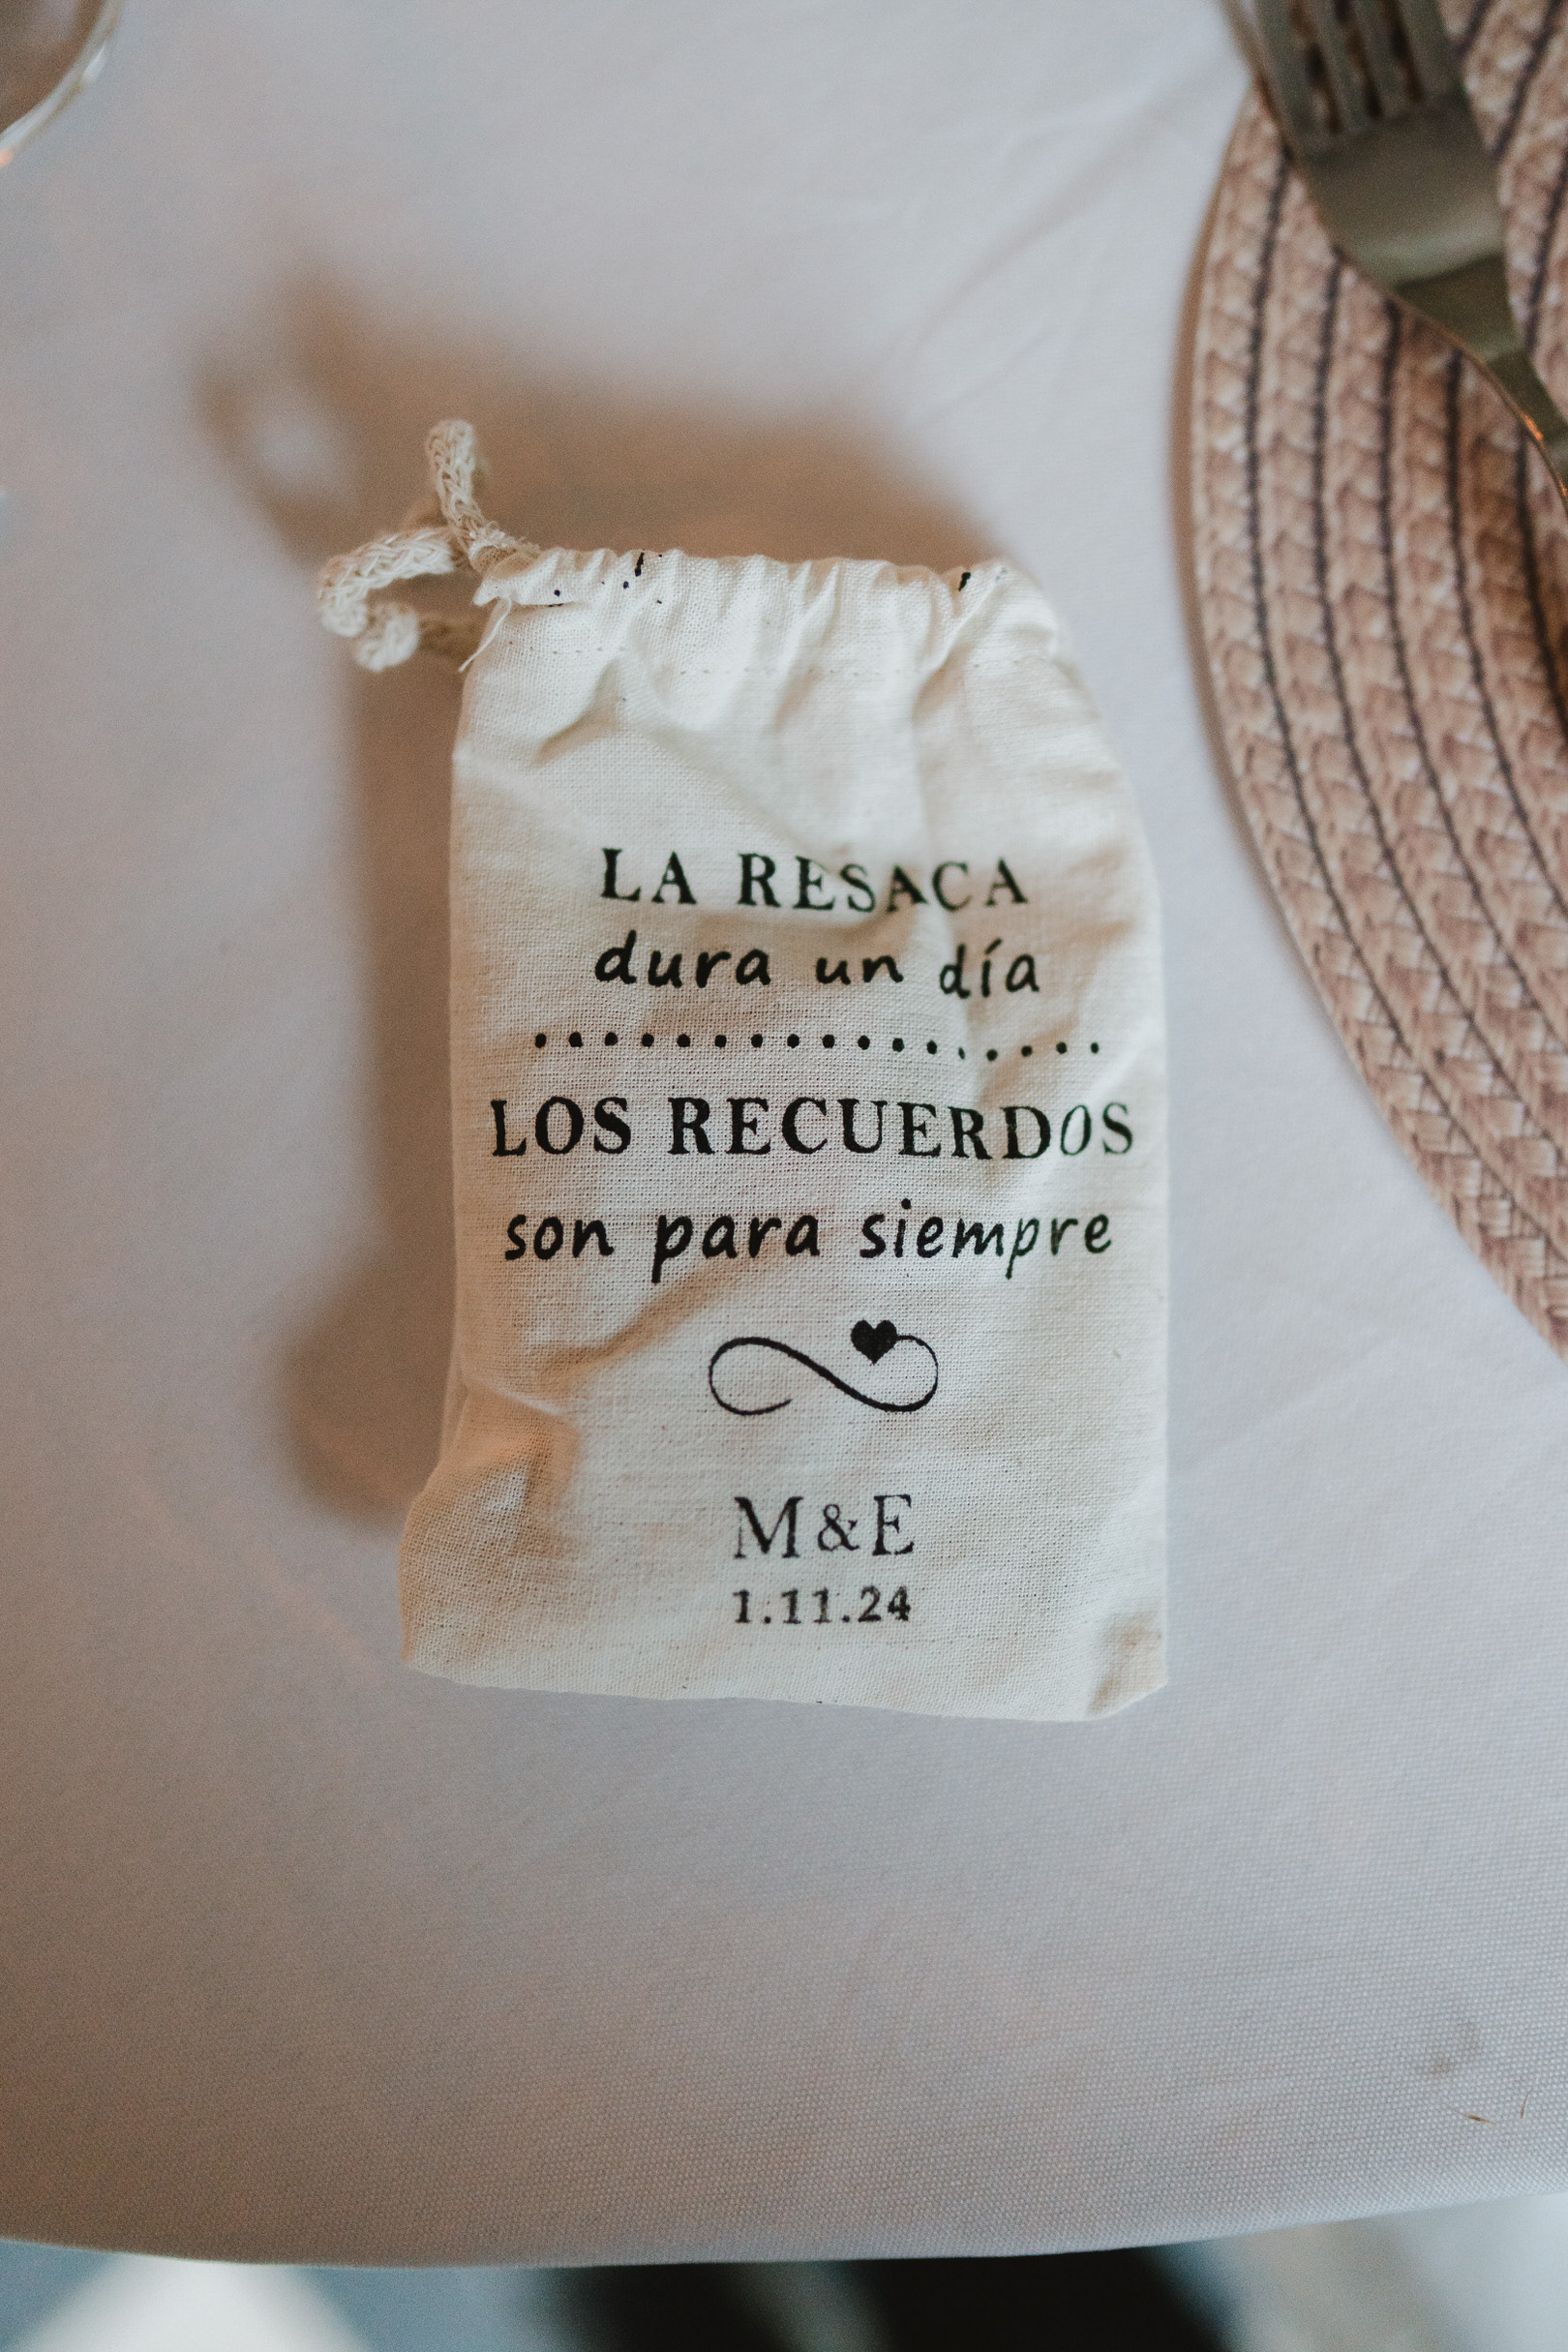 LA RESACA
dura un día
LOS RECUERDOS
son para siempre
M&E
1.11.24